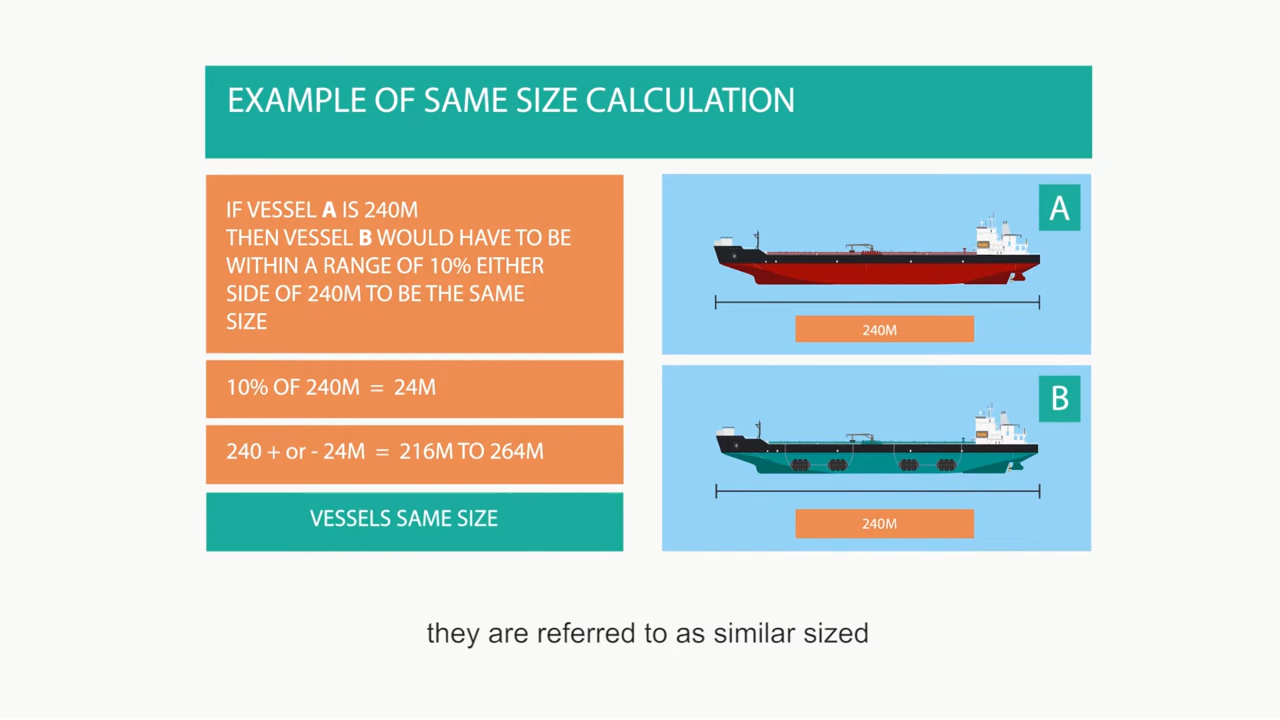 EXAMPLE OF SAME SIZE CALCULATION
IF VESSEL A IS 240M
THEN VESSEL B WOULD HAVE TO BE
WITHIN A RANGE OF 10% EITHER
SIDE OF 240M TO BE THE SAME
SIZE
10% OF 240M = 24M
240 + or - 24M = 216M TO 264M
VESSELS SAME SIZE
A
240M
B
240M
they are referred to as similar sized